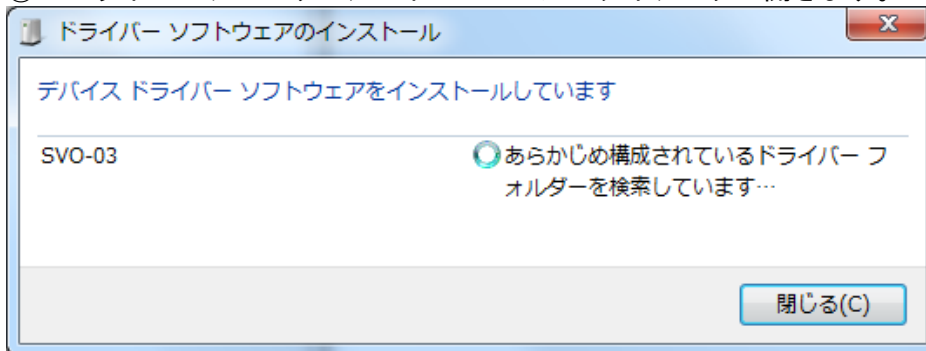 ドライバー ソフトウェアのインストール
デバイス ドライバー ソフトウェアをインストールしています
SVO-03
あらかじめ構成されているドライバー フ
ォルダーを検索しています…
閉じる(C)